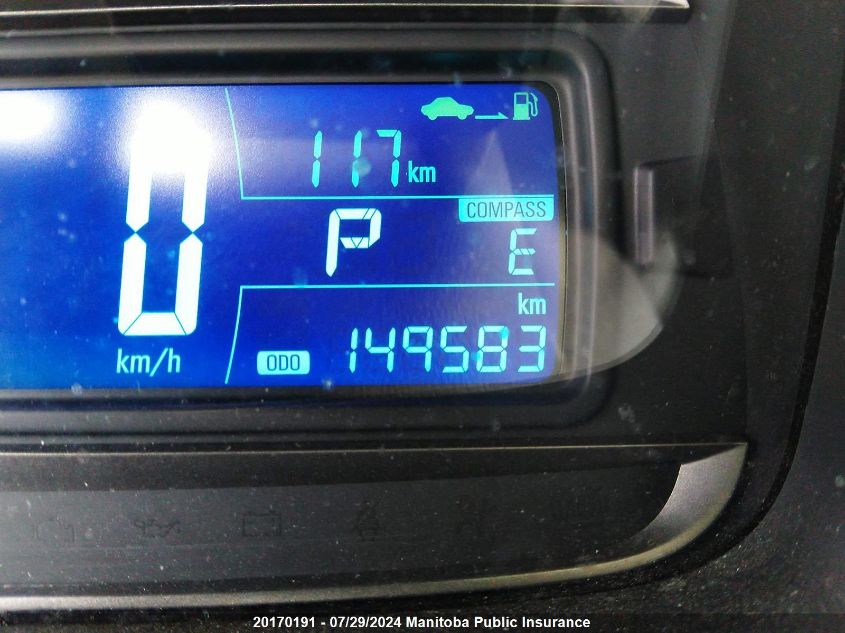 117 km
COMPASS
P
E
0
km/h
km
ODO 149583
20170191 - 07/29/2024 Manitoba Public Insurance